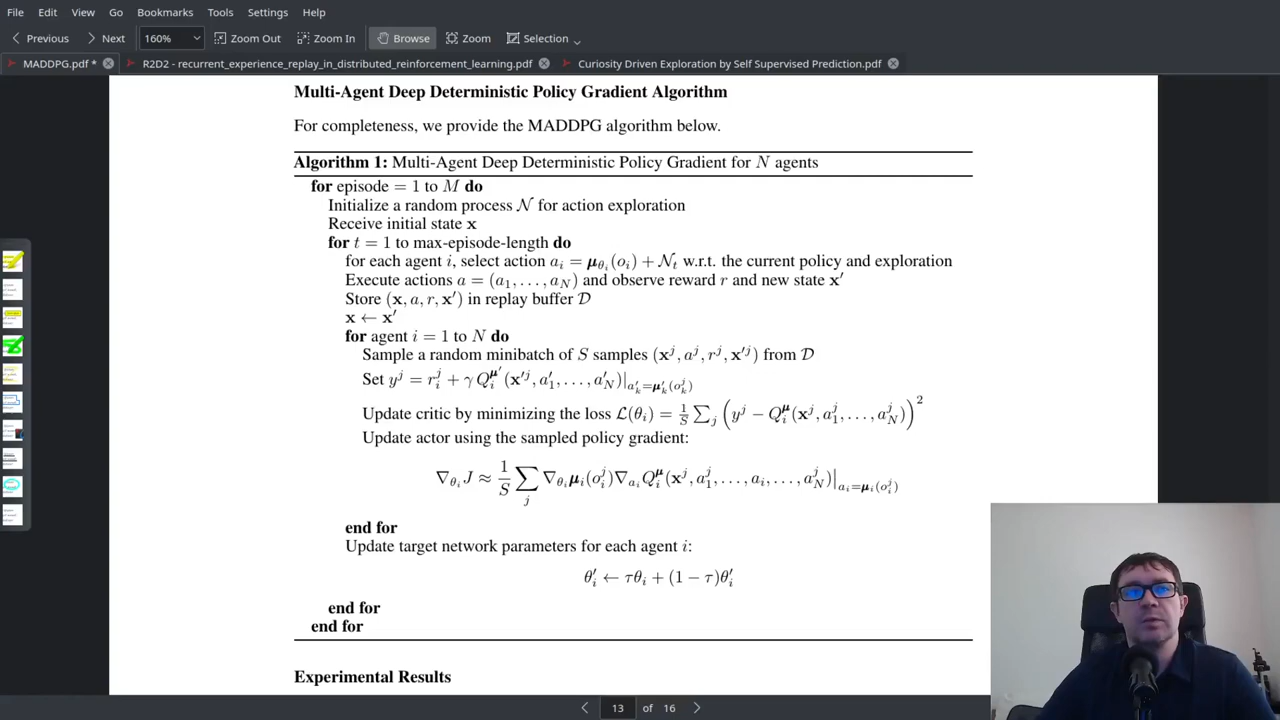 File Edit View Go Bookmarks Tools Settings Help
Previous Next 160% Zoom Out Zoom In Browse Zoom Selection
MADDPG.pdf * R2D2 - recurrent_experience_replay_in_distributed_reinforcement_learning.pdf Curiosity Driven Exploration by Self Supervised Prediction.pdf
Multi-Agent Deep Deterministic Policy Gradient Algorithm
For completeness, we provide the MADDPG algorithm below.
Algorithm 1: Multi-Agent Deep Deterministic Policy Gradient for N agents
for episode = 1 to M do
Initialize a random process 𝒩 for action exploration
Receive initial state x
for t = 1 to max-episode-length do
for each agent i, select action a_i = μ_{θ_i}(o_i) + 𝒩_t w.r.t. the current policy and exploration
Execute actions a = (a_1, . . . , a_N) and observe reward r and new state x′
Store (x, a, r, x′) in replay buffer 𝒟
x ← x′
for agent i = 1 to N do
Sample a random minibatch of S samples (x^j, a^j, r^j, x′^j) from 𝒟
Set y^j = r_i^j + γ Q_i^{μ′}(x′^j, a′_1, . . . , a′_N)|_{a′_k=μ′_k(o_k^j)}
Update critic by minimizing the loss ℒ(θ_i) = 1/S ∑_j (y^j − Q_i^μ(x^j, a_1^j, . . . , a_N^j))^2
Update actor using the sampled policy gradient:
∇_{θ_i} J ≈ 1/S ∑_j ∇_{θ_i} μ_i(o_i^j) ∇_{a_i} Q_i^μ(x^j, a_1^j, . . . , a_i, . . . , a_N^j)|_{a_i=μ_i(o_i^j)}
end for
Update target network parameters for each agent i:
θ′_i ← τθ_i + (1 − τ)θ′_i
end for
end for
Experimental Results
13 of 16